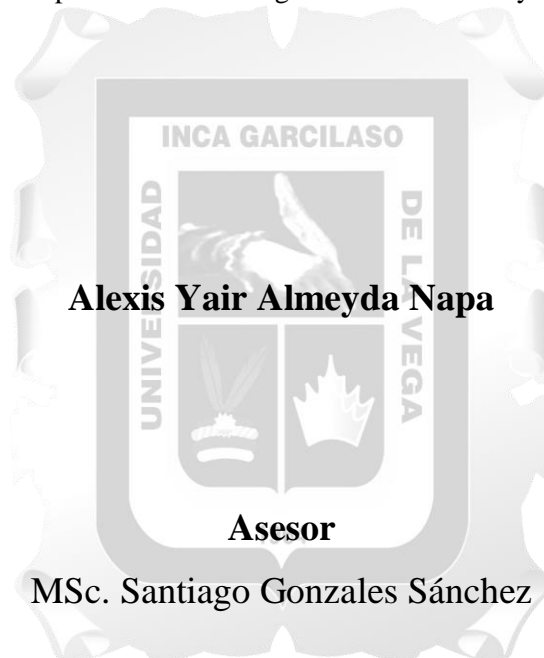 INCA GARCILASO
UNIVERSIDAD
DE LA VEGA
Alexis Yair Almeyda Napa
Asesor
MSc. Santiago Gonzales Sánchez